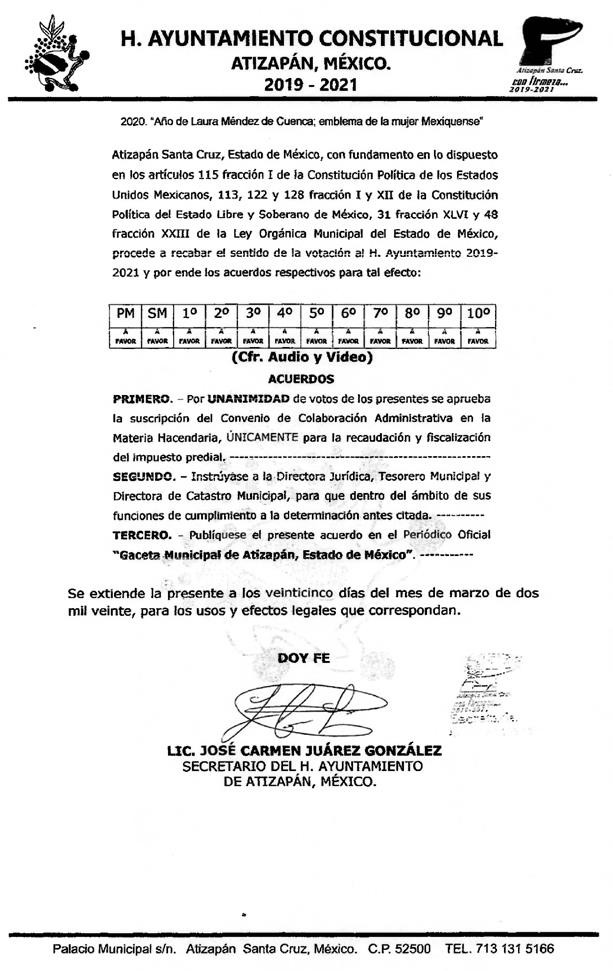 H. AYUNTAMIENTO CONSTITUCIONAL
ATIZAPÁN, MÉXICO.
2019 - 2021
Atizapán Santa Cruz.
con firmeza...
2019-2021
2020. "Año de Laura Méndez de Cuenca; emblema de la mujer Mexiquense"
Atizapán Santa Cruz, Estado de México, con fundamento en lo dispuesto
en los artículos 115 fracción I de la Constitución Política de los Estados
Unidos Mexicanos, 113, 122 y 128 fracción I y XII de la Constitución
Política del Estado Libre y Soberano de México, 31 fracción XLVI y 48
fracción XXIII de la Ley Orgánica Municipal del Estado de México,
procede a recabar el sentido de la votación al H. Ayuntamiento 2019-
2021 y por ende los acuerdos respectivos para tal efecto:
PM SM 1º 2º 3º 4º 5º 6º 7º 8º 9º 10º
A A A A A A A A A A A A
FAVOR FAVOR FAVOR FAVOR FAVOR FAVOR FAVOR FAVOR FAVOR FAVOR FAVOR FAVOR
(Cfr. Audio y Video)
ACUERDOS
PRIMERO. – Por UNANIMIDAD de votos de los presentes se aprueba
la suscripción del Convenio de Colaboración Administrativa en la
Materia Hacendaria, ÚNICAMENTE para la recaudación y fiscalización
del impuesto predial. --------------------------------------------
SEGUNDO. – Instrúyase a la Directora Jurídica, Tesorero Municipal y
Directora de Catastro Municipal, para que dentro del ámbito de sus
funciones de cumplimiento a la determinación antes citada. ----------
TERCERO. - Publíquese el presente acuerdo en el Periódico Oficial
"Gaceta Municipal de Atizapán, Estado de México". -----------
Se extiende la presente a los veinticinco días del mes de marzo de dos
mil veinte, para los usos y efectos legales que correspondan.
DOY FE
LIC. JOSÉ CARMEN JUÁREZ GONZÁLEZ
SECRETARIO DEL H. AYUNTAMIENTO
DE ATIZAPÁN, MÉXICO.
Palacio Municipal s/n. Atizapán Santa Cruz, México. C.P. 52500 TEL. 713 131 5166